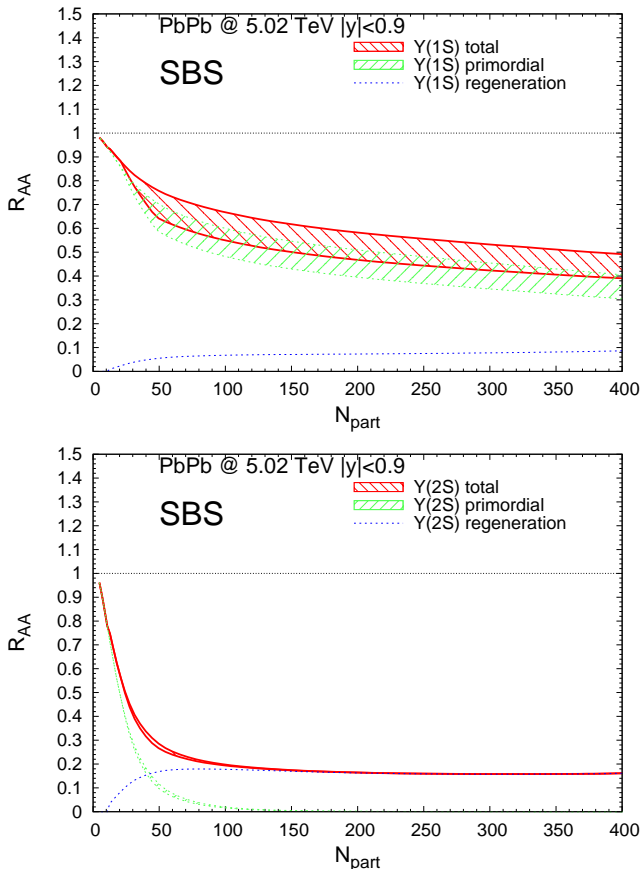 PbPb @ 5.02 TeV |y|<0.9
SBS
Y(1S) total
Y(1S) primordial
Y(1S) regeneration
R_AA
1.5
1.4
1.3
1.2
1.1
1
0.9
0.8
0.7
0.6
0.5
0.4
0.3
0.2
0.1
0
0 50 100 150 200 250 300 350 400
N_part
PbPb @ 5.02 TeV |y|<0.9
SBS
Y(2S) total
Y(2S) primordial
Y(2S) regeneration
R_AA
1.5
1.4
1.3
1.2
1.1
1
0.9
0.8
0.7
0.6
0.5
0.4
0.3
0.2
0.1
0
0 50 100 150 200 250 300 350 400
N_part